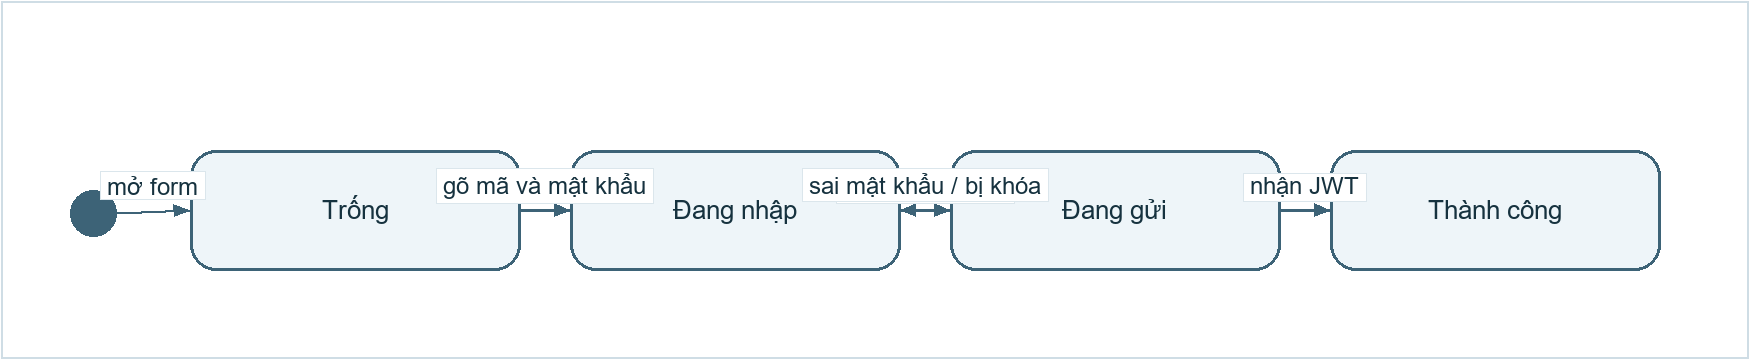 mở form
Trống
gõ mã và mật khẩu
Đang nhập
sai mật khẩu / bị khóa
Đang gửi
nhận JWT
Thành công